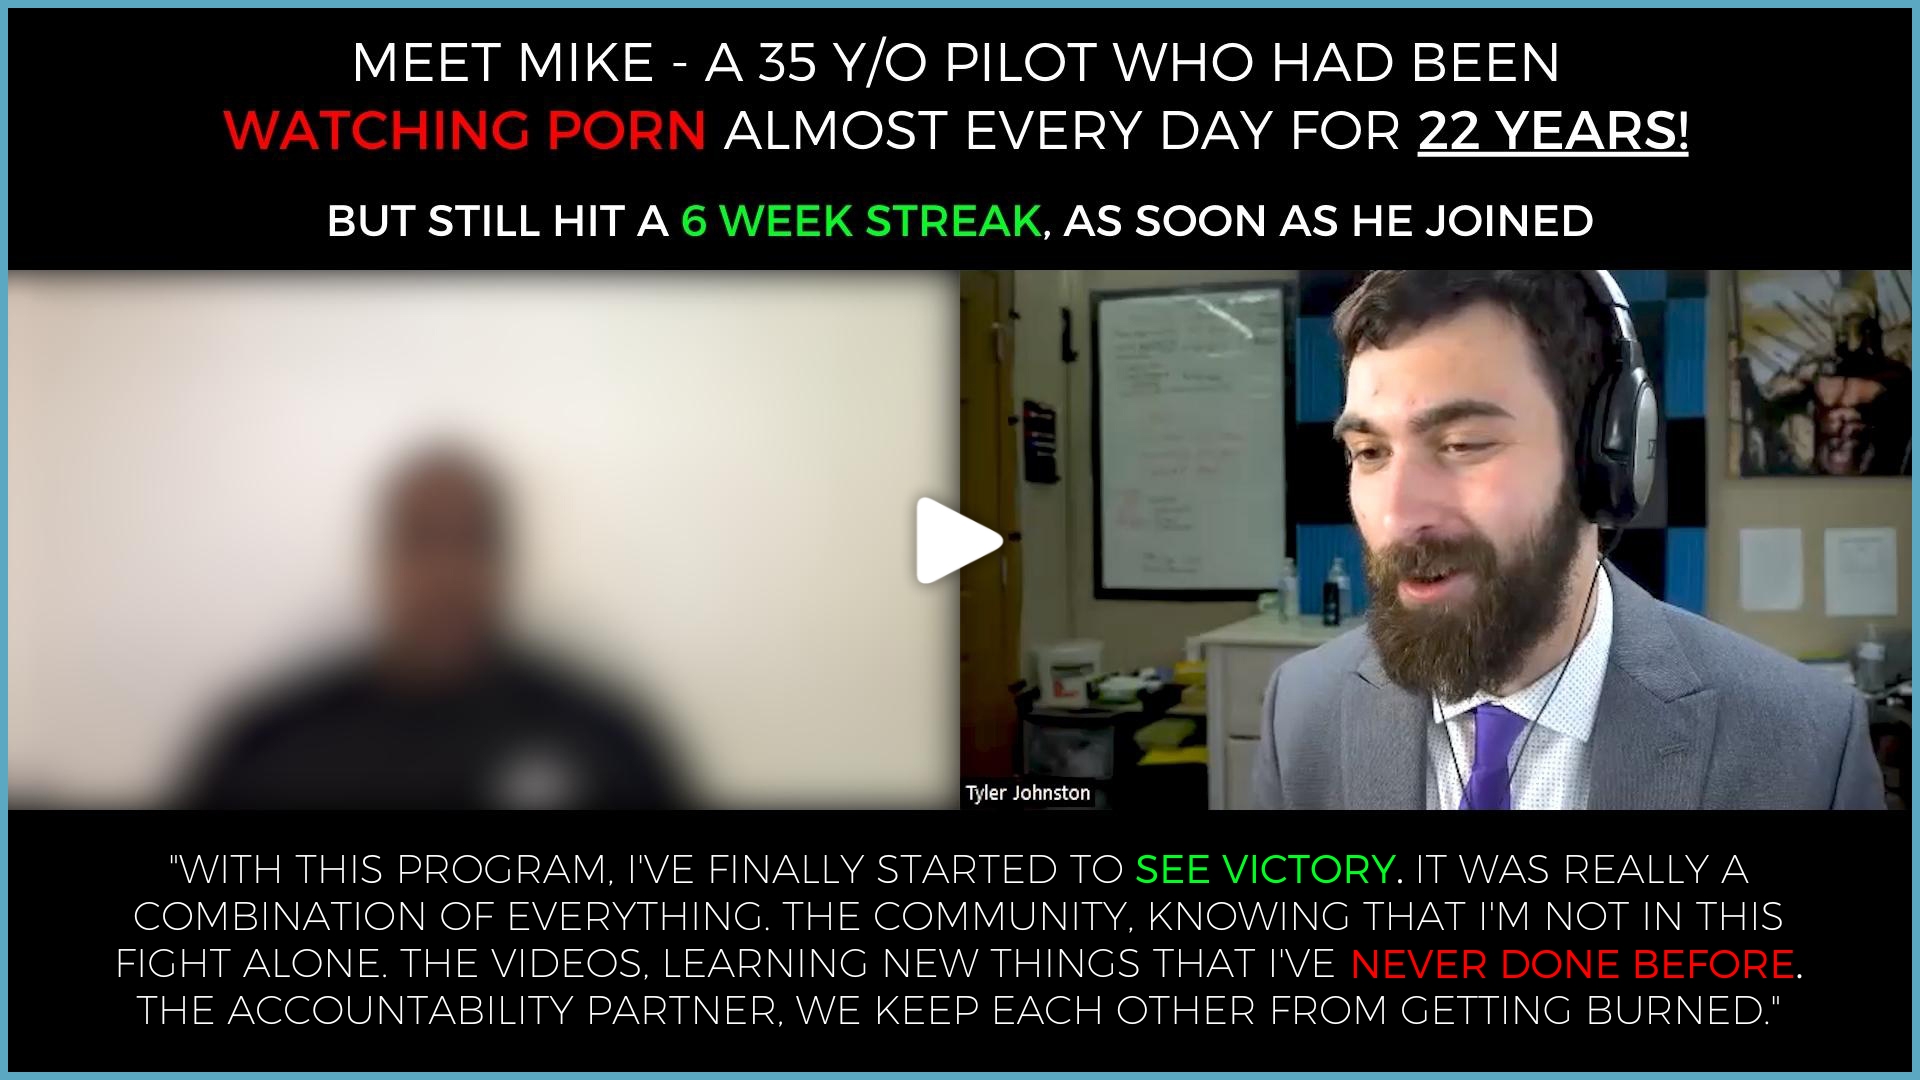 MEET MIKE - A 35 Y/O PILOT WHO HAD BEEN
WATCHING PORN ALMOST EVERY DAY FOR 22 YEARS!
BUT STILL HIT A 6 WEEK STREAK, AS SOON AS HE JOINED
Tyler Johnston
"WITH THIS PROGRAM, I'VE FINALLY STARTED TO SEE VICTORY. IT WAS REALLY A
COMBINATION OF EVERYTHING. THE COMMUNITY, KNOWING THAT I'M NOT IN THIS
FIGHT ALONE. THE VIDEOS, LEARNING NEW THINGS THAT I'VE NEVER DONE BEFORE.
THE ACCOUNTABILITY PARTNER, WE KEEP EACH OTHER FROM GETTING BURNED."